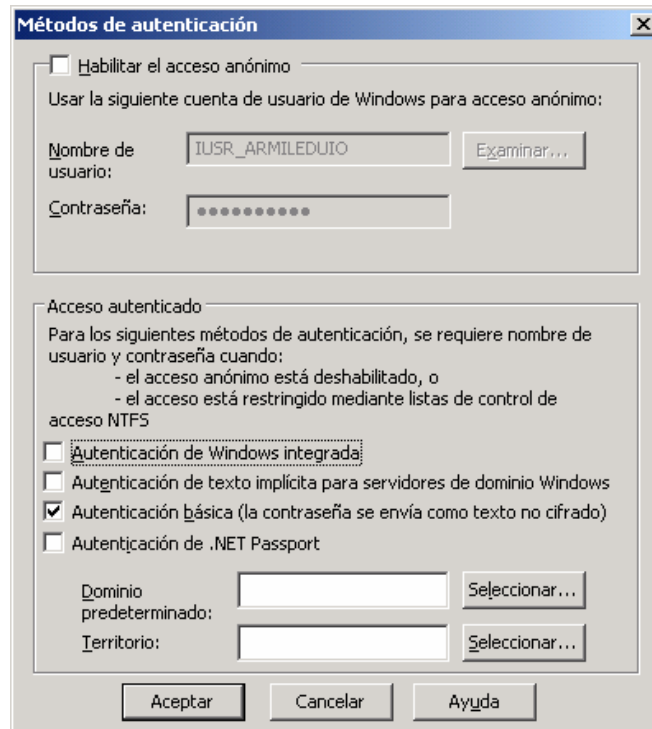 Métodos de autenticación
Habilitar el acceso anónimo
Usar la siguiente cuenta de usuario de Windows para acceso anónimo:
Nombre de
usuario:
IUSR_ARMILEDUIO
Examinar...
Contraseña:
●●●●●●●●●●
Acceso autenticado
Para los siguientes métodos de autenticación, se requiere nombre de
usuario y contraseña cuando:
- el acceso anónimo está deshabilitado, o
- el acceso está restringido mediante listas de control de
acceso NTFS
Autenticación de Windows integrada
Autenticación de texto implícita para servidores de dominio Windows
Autenticación básica (la contraseña se envía como texto no cifrado)
Autenticación de .NET Passport
Dominio
predeterminado:
Seleccionar...
Territorio:
Seleccionar...
Aceptar
Cancelar
Ayuda